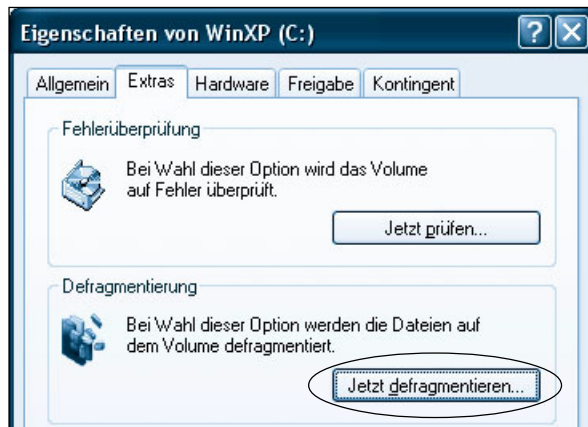 Eigenschaften von WinXP (C:)
Allgemein Extras Hardware Freigabe Kontingent
Fehlerüberprüfung
Bei Wahl dieser Option wird das Volume
auf Fehler überprüft.
Jetzt prüfen...
Defragmentierung
Bei Wahl dieser Option werden die Dateien auf
dem Volume defragmentiert.
Jetzt defragmentieren...